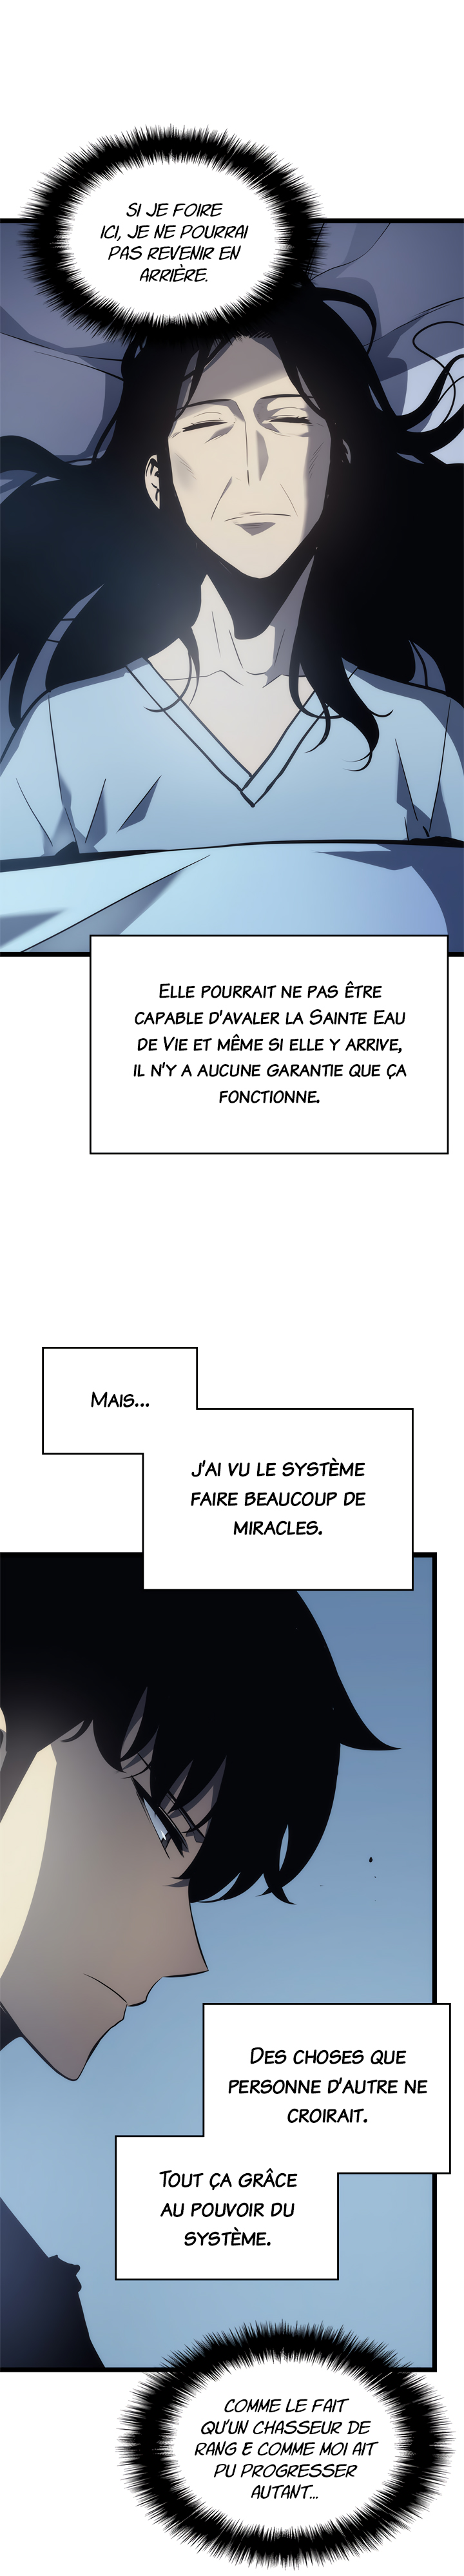 SI JE FOIRE
ICI, JE NE POURRAI
PAS REVENIR EN
ARRIÈRE.
ELLE POURRAIT NE PAS ÊTRE
CAPABLE D'AVALER LA SAINTE EAU
DE VIE ET MÊME SI ELLE Y ARRIVE,
IL N'Y A AUCUNE GARANTIE QUE ÇA
FONCTIONNE.
MAIS...
J'AI VU LE SYSTÈME
FAIRE BEAUCOUP DE
MIRACLES.
DES CHOSES QUE
PERSONNE D'AUTRE NE
CROIRAIT.
TOUT ÇA GRÂCE
AU POUVOIR DU
SYSTÈME.
COMME LE FAIT
QU'UN CHASSEUR DE
RANG E COMME MOI AIT
PU PROGRESSER
AUTANT...